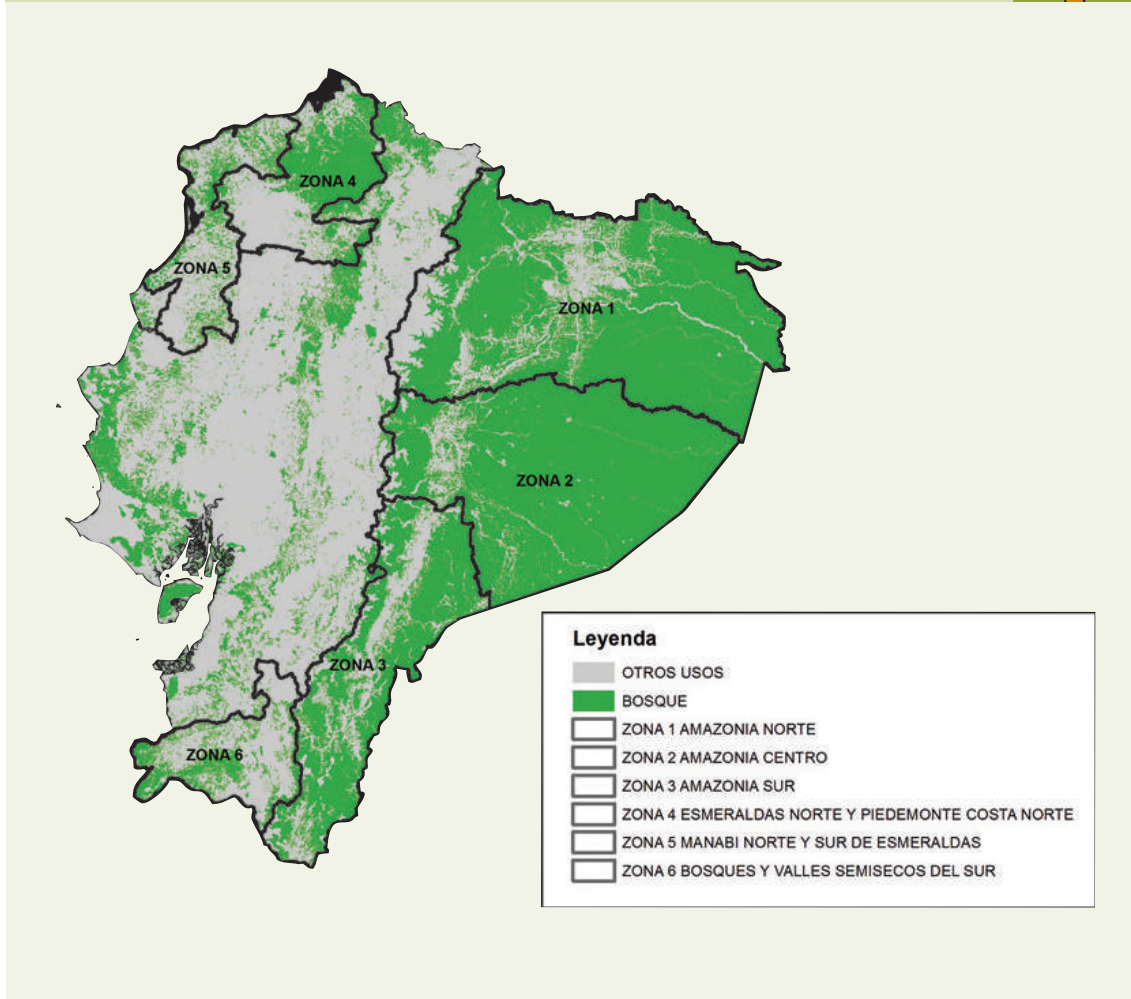 ZONA 4
ZONA 5
ZONA 1
ZONA 2
ZONA 3
ZONA 6
Leyenda
OTROS USOS
BOSQUE
ZONA 1 AMAZONIA NORTE
ZONA 2 AMAZONIA CENTRO
ZONA 3 AMAZONIA SUR
ZONA 4 ESMERALDAS NORTE Y PIEDEMONTE COSTA NORTE
ZONA 5 MANABI NORTE Y SUR DE ESMERALDAS
ZONA 6 BOSQUES Y VALLES SEMISECOS DEL SUR